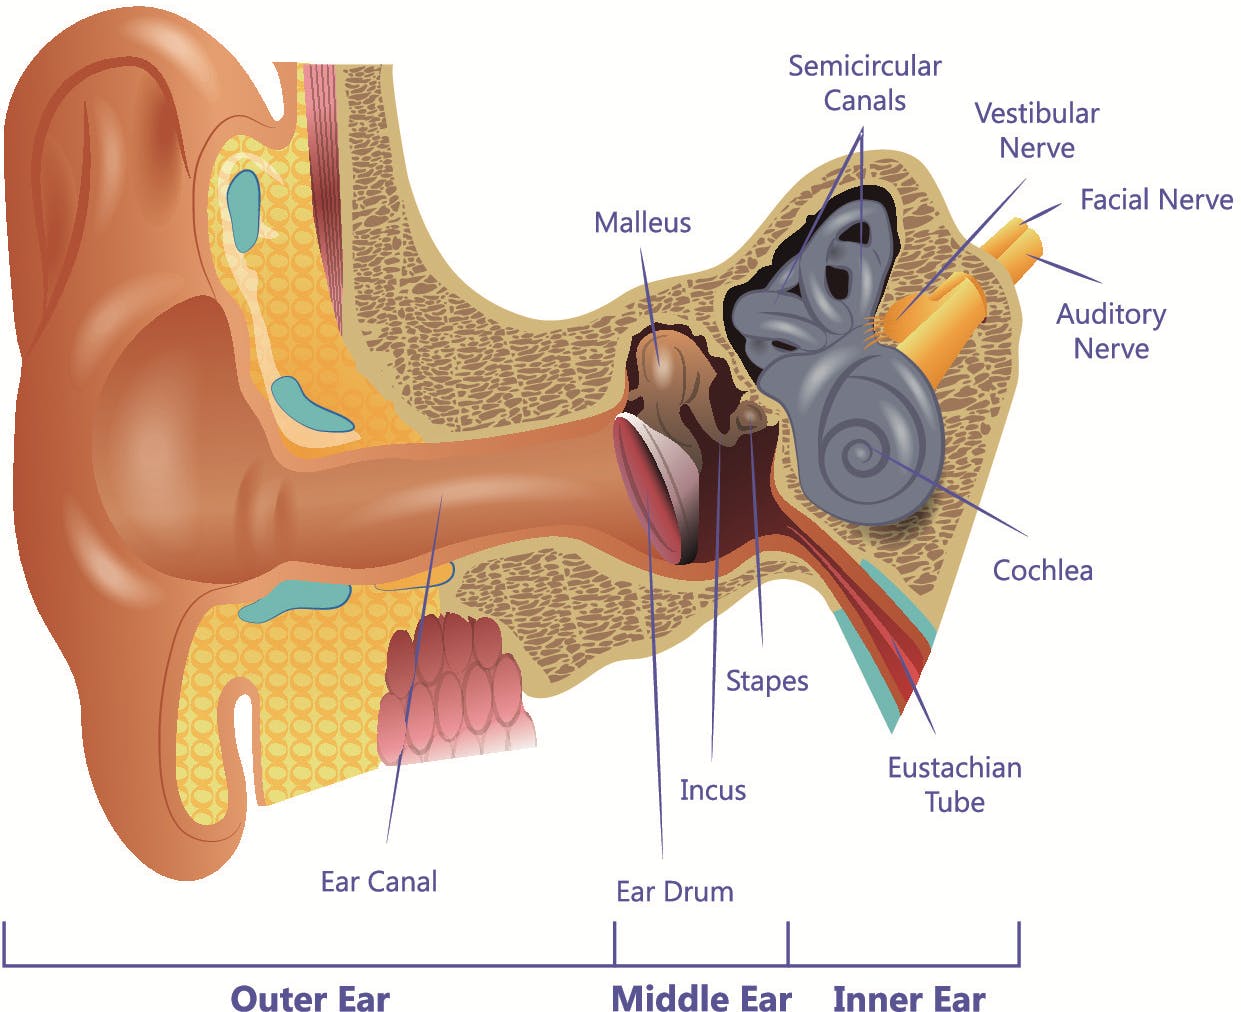 Semicircular
Canals
Vestibular
Nerve
Facial Nerve
Malleus
Auditory
Nerve
Cochlea
Stapes
Eustachian
Tube
Incus
Ear Canal
Ear Drum
Outer Ear
Middle Ear
Inner Ear